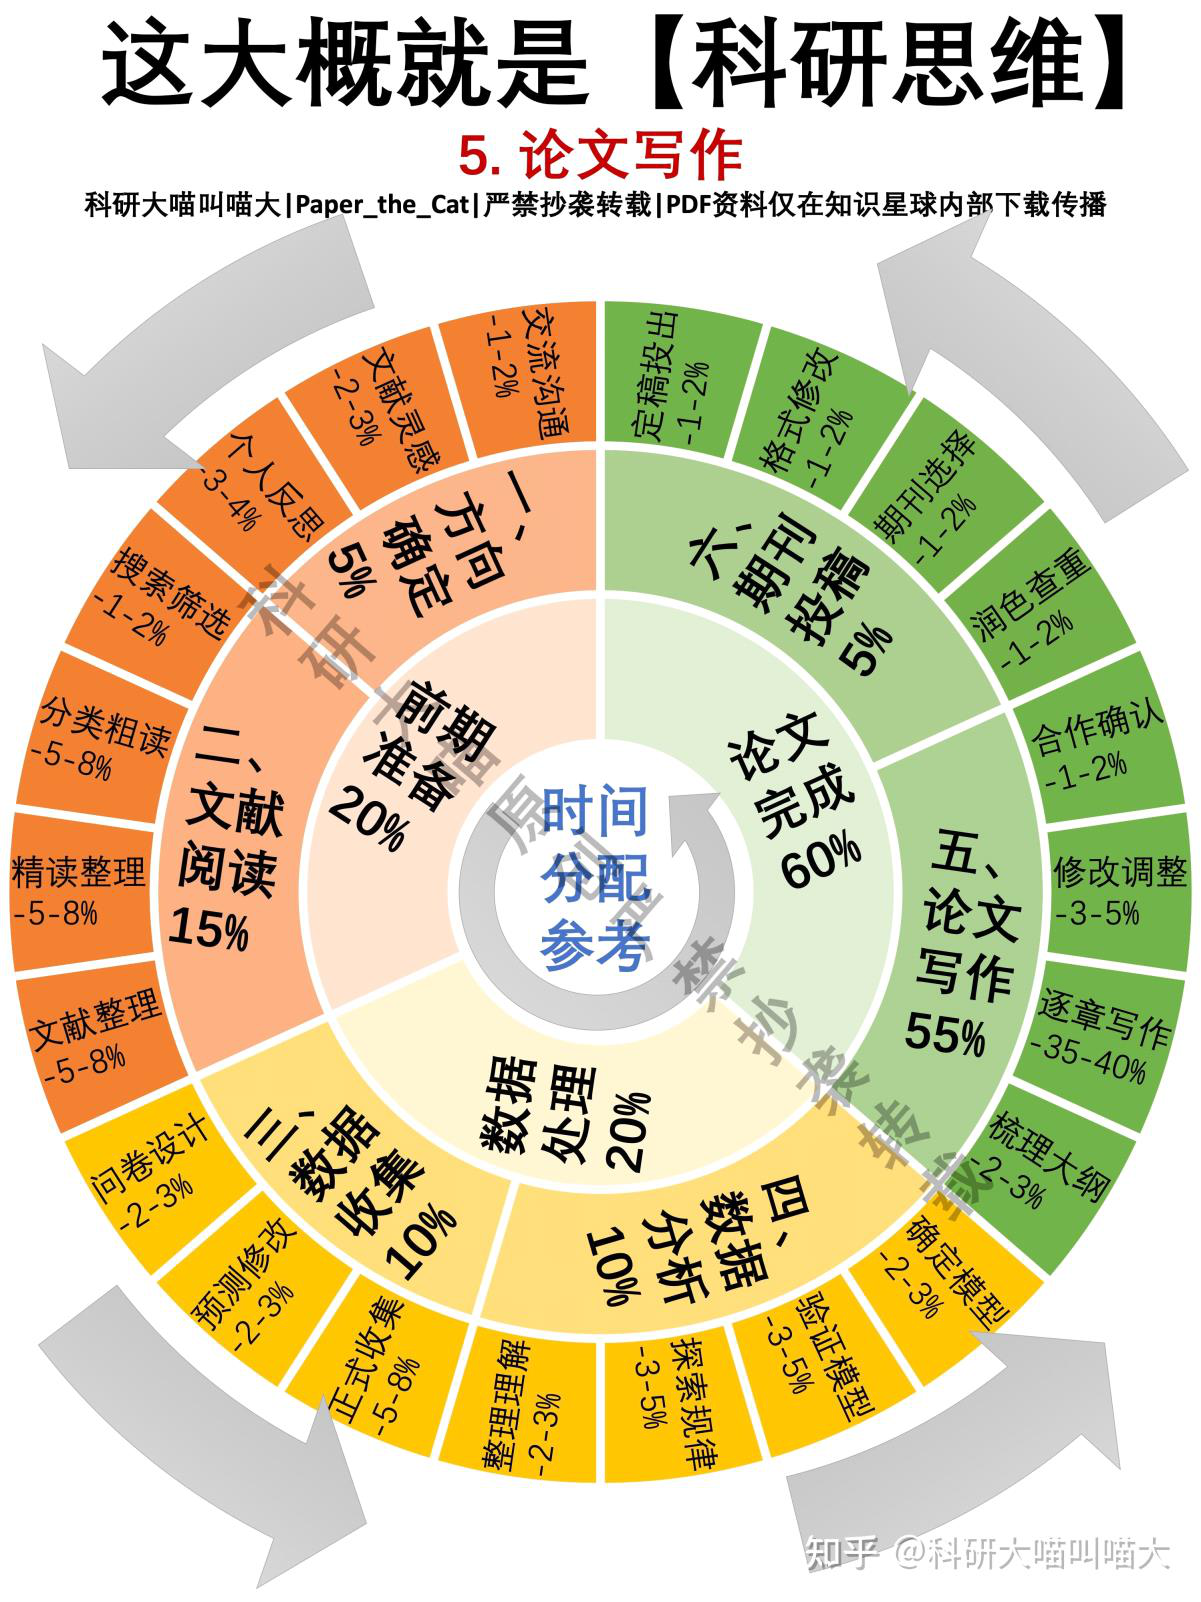 这大概就是【科研思维】
5. 论文写作
科研大喵叫喵大|Paper_the_Cat|严禁抄袭转载|PDF资料仅在知识星球内部下载传播
时间
分配
参考
前期
准备
20%
一、
方向
确定
5%
交流沟通
-1-2%
文献灵感
-2-3%
个人反思
-3-4%
二、
文献
阅读
15%
搜索筛选
-1-2%
分类粗读
-5-8%
精读整理
-5-8%
文献整理
-5-8%
数据
处理
20%
三、
数据
收集
10%
问卷设计
-2-3%
预测修改
-2-3%
正式收集
-5-8%
四、
数据
分析
10%
整理理解
-2-3%
探索规律
-3-5%
验证模型
-3-5%
确定模型
-2-3%
论文
完成
60%
五、
论文
写作
55%
梳理大纲
-2-3%
逐章写作
-35-40%
修改调整
-3-5%
合作确认
-1-2%
六、
期刊
投稿
5%
润色查重
-1-2%
期刊选择
-1-2%
格式修改
-1-2%
定稿投出
-1-2%
科研大喵原创严禁抄袭转载
知乎 @科研大喵叫喵大